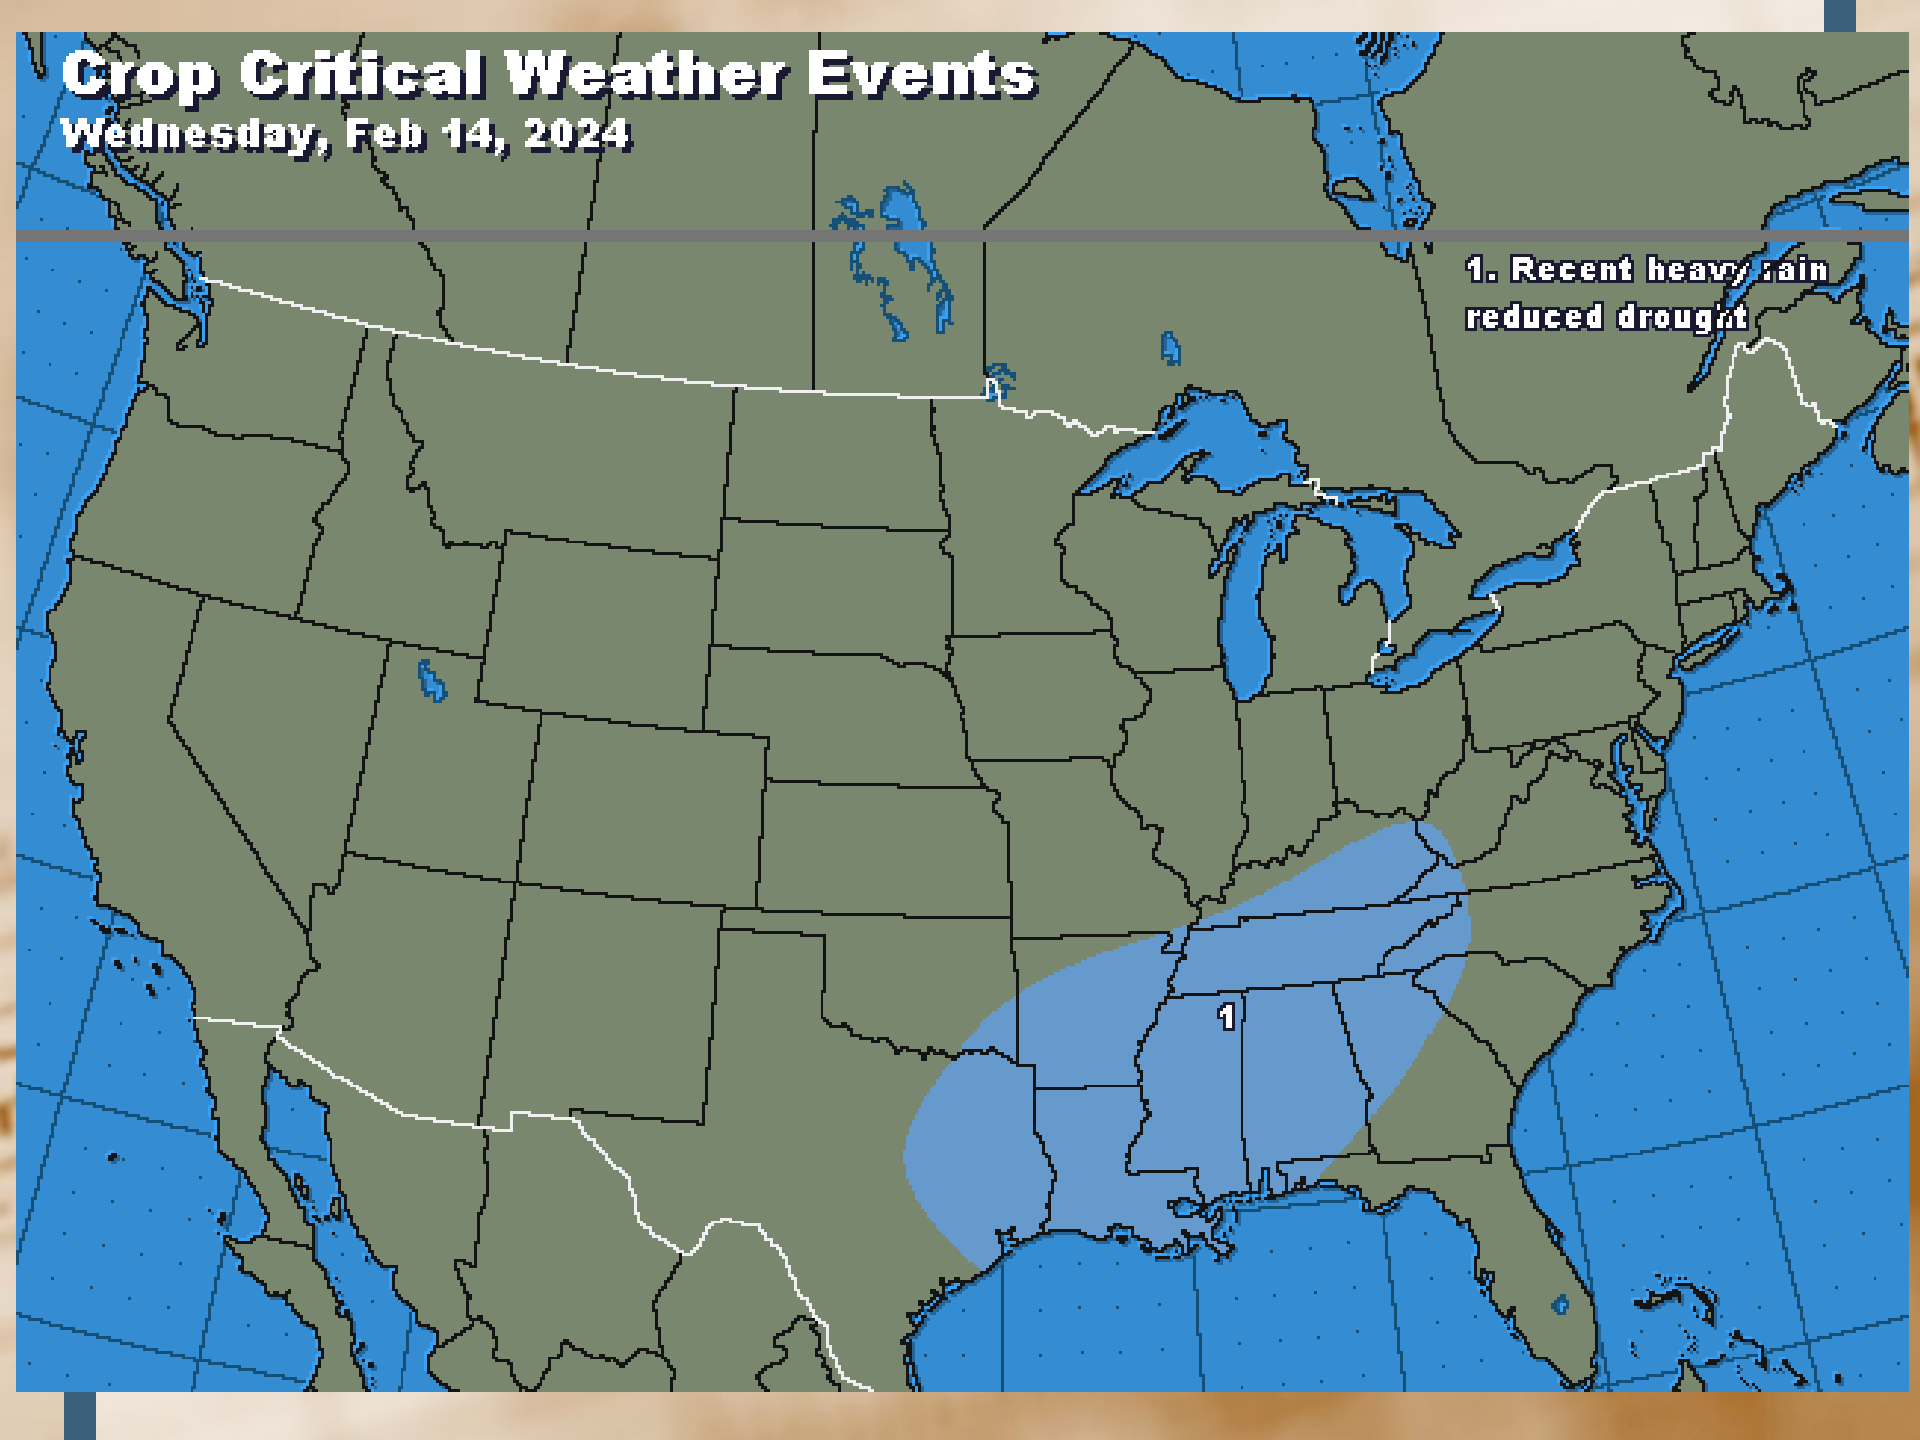 Crop Critical Weather Events
Wednesday, Feb 14, 2024
1. Recent heavy rain
reduced drought
1